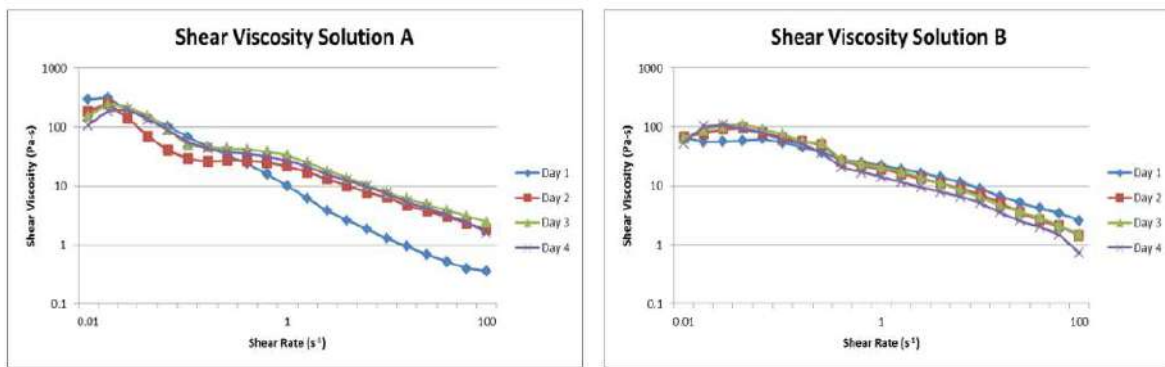 Shear Viscosity Solution A
1000
100
10
1
0.1
Shear Viscosity (Pa-s)
0.01
1
100
Shear Rate (s⁻¹)
Day 1
Day 2
Day 3
Day 4
Shear Viscosity Solution B
1000
100
10
1
0.1
Shear Viscosity (Pa-s)
0.01
1
100
Shear Rate (s⁻¹)
Day 1
Day 2
Day 3
Day 4